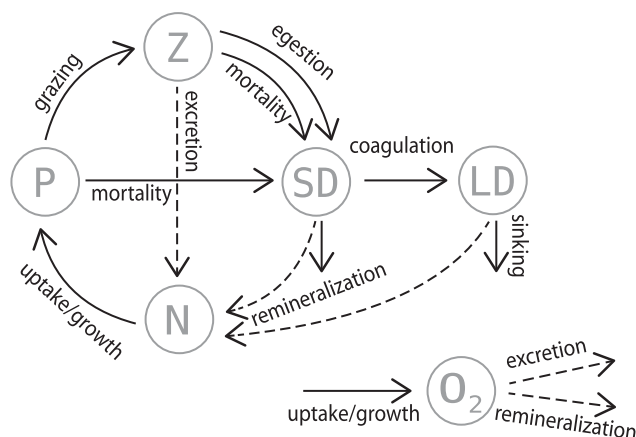 Z
egestion
mortality
grazing
excretion
coagulation
P
mortality
SD
LD
sinking
uptake/growth
N
remineralization
excretion
uptake/growth
O₂
remineralization